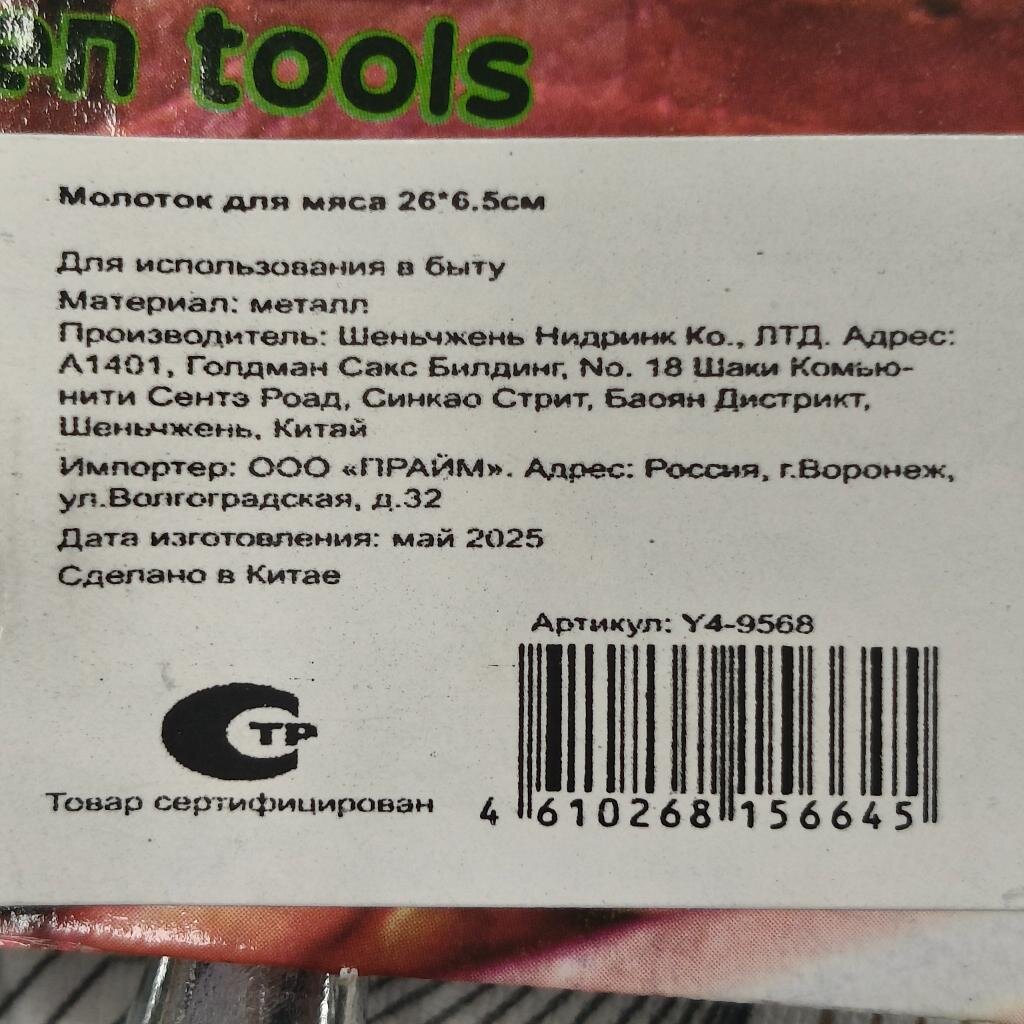 en tools
Молоток для мяса 26*6.5см
Для использования в быту
Материал: металл
Производитель: Шеньчжень Нидринк Ко., ЛТД. Адрес:
А1401, Голдман Сакс Билдинг, No. 18 Шаки Комью-
нити Сентэ Роад, Синкао Стрит, Баоян Дистрикт,
Шеньчжень, Китай
Импортер: ООО «ПРАЙМ». Адрес: Россия, г.Воронеж,
ул.Волгоградская, д.32
Дата изготовления: май 2025
Сделано в Китае
Артикул: Y4-9568
СТР
Товар сертифицирован
4 610268 156645